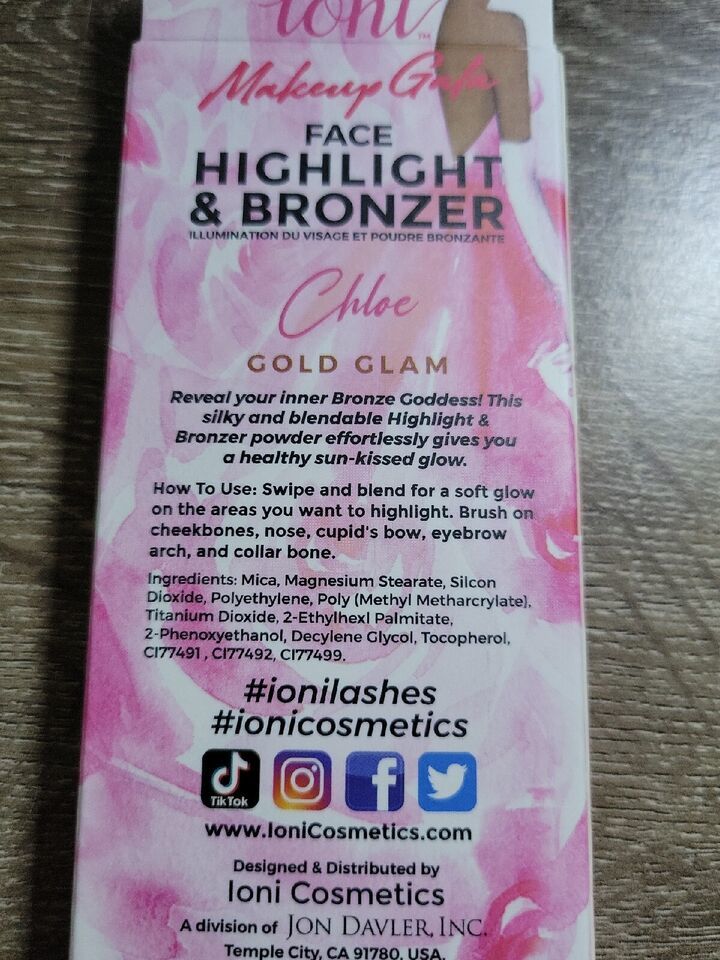 ioni™
Makeup Gala
FACE
HIGHLIGHT
& BRONZER
ILLUMINATION DU VISAGE ET POUDRE BRONZANTE
Chloe
GOLD GLAM
Reveal your inner Bronze Goddess! This
silky and blendable Highlight &
Bronzer powder effortlessly gives you
a healthy sun-kissed glow.
How To Use: Swipe and blend for a soft glow
on the areas you want to highlight. Brush on
cheekbones, nose, cupid's bow, eyebrow
arch, and collar bone.
Ingredients: Mica, Magnesium Stearate, Silcon
Dioxide, Polyethylene, Poly (Methyl Metharcrylate),
Titanium Dioxide, 2-Ethylhexl Palmitate,
2-Phenoxyethanol, Decylene Glycol, Tocopherol,
CI77491 , CI77492, CI77499.
#ionilashes
#ionicosmetics
TikTok
www.IoniCosmetics.com
Designed & Distributed by
Ioni Cosmetics
A division of JON DAVLER, INC.
Temple City, CA 91780, USA.